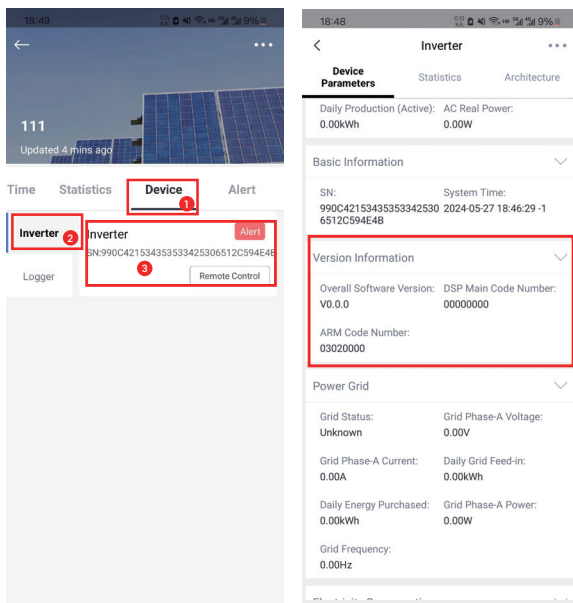 18:49
9%
111
Updated 4 mins ago
Time Statistics Device Alert
1
Inverter
2
Logger
Inverter Alert
SN:990C421534353533425306512C594E4B
3
Remote Control
18:48
9%
Inverter
Device Parameters
Statistics
Architecture
Daily Production (Active): AC Real Power:
0.00kWh 0.00W
Basic Information
SN: System Time:
990C42153435353342530 2024-05-27 18:46:29 -1
6512C594E4B
Version Information
Overall Software Version: DSP Main Code Number:
V0.0.0 00000000
ARM Code Number:
03020000
Power Grid
Grid Status: Grid Phase-A Voltage:
Unknown 0.00V
Grid Phase-A Current: Daily Grid Feed-in:
0.00A 0.00kWh
Daily Energy Purchased: Grid Phase-A Power:
0.00kWh 0.00W
Grid Frequency:
0.00Hz